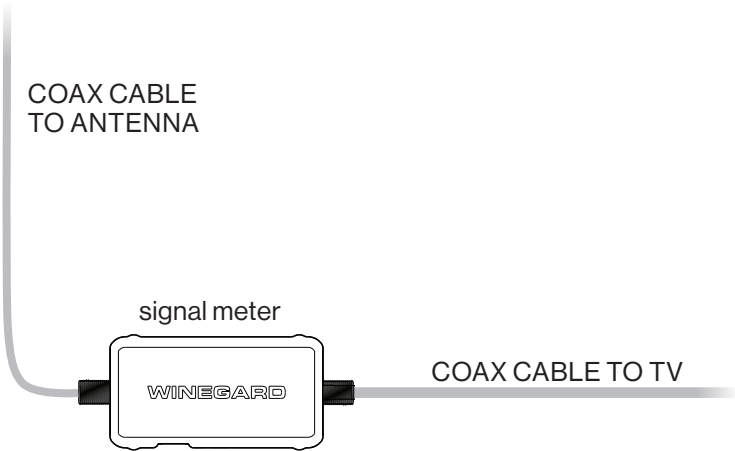 COAX CABLE
TO ANTENNA
signal meter
WINEGARD
COAX CABLE TO TV